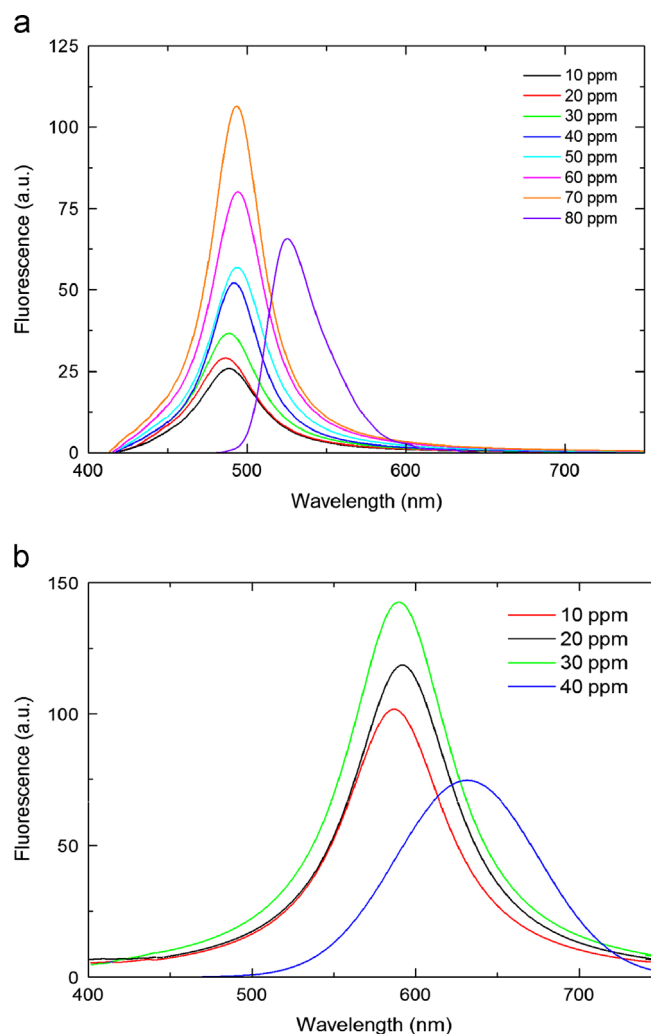 a
125
100
75
50
25
0
Fluorescence (a.u.)
10 ppm
20 ppm
30 ppm
40 ppm
50 ppm
60 ppm
70 ppm
80 ppm
400 500 600 700
Wavelength (nm)
b
150
100
50
0
Fluorescence (a.u.)
10 ppm
20 ppm
30 ppm
40 ppm
400 500 600 700
Wavelength (nm)